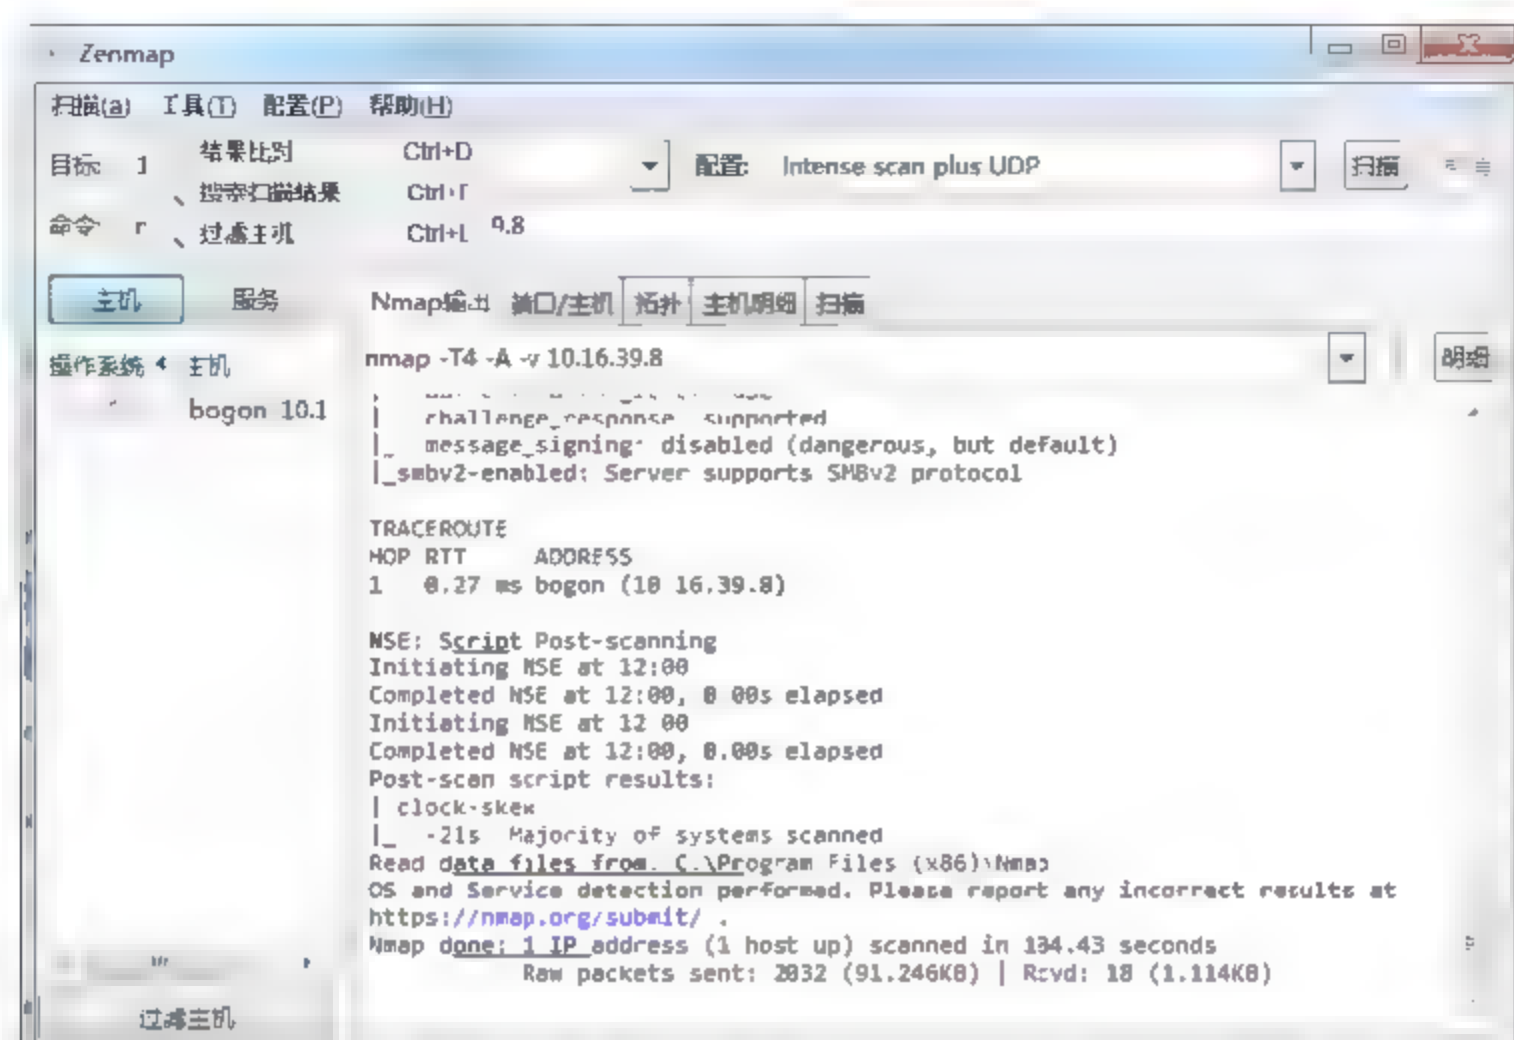 Zenmap
扫描(a) 工具(T) 配置(P) 帮助(H)
目标 1 结果比对 Ctrl+D 配置: Intense scan plus UDP 扫描
搜索扫描结果 Ctrl+F
命令 过滤主机 Ctrl+L 9.8
主机 服务 Nmap输出 端口/主机 拓扑 主机明细 扫描
操作系统 主机 nmap -T4 -A -v 10.16.39.8 明细
bogon 10.1
| challenge_response supported
|_ message_signing: disabled (dangerous, but default)
|_smbv2-enabled: Server supports SMBv2 protocol
TRACEROUTE
HOP RTT ADDRESS
1 0.27 ms bogon (10 16.39.8)
NSE: Script Post-scanning
Initiating NSE at 12:00
Completed NSE at 12:00, 0 00s elapsed
Initiating NSE at 12 00
Completed NSE at 12:00, 0.00s elapsed
Post-scan script results:
| clock-skew
|_ -21s Majority of systems scanned
Read data files from. C:\Program Files (x86)\Nmap
OS and Service detection performed. Please report any incorrect results at
https://nmap.org/submit/ .
Nmap done: 1 IP address (1 host up) scanned in 134.43 seconds
Raw packets sent: 2032 (91.246KB) | Rcvd: 18 (1.114KB)
过滤主机